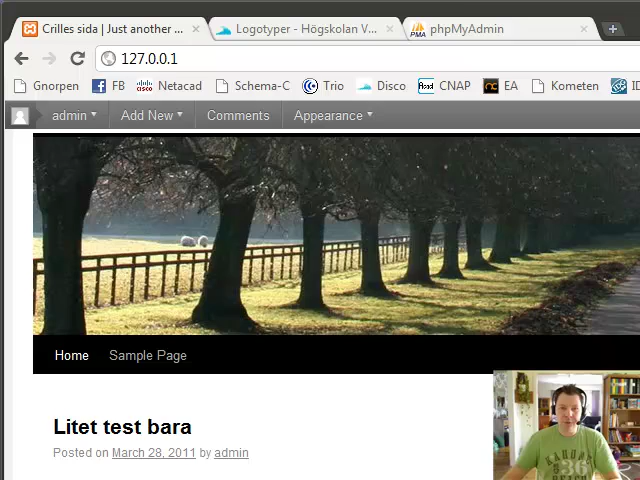 Crilles sida | Just another ... Logotyper - Högskolan V... phpMyAdmin
127.0.0.1
Gnorpen FB Netacad Schema-C Trio Disco CNAP EA Kometen
admin Add New Comments Appearance
Home Sample Page
Litet test bara
Posted on March 28, 2011 by admin